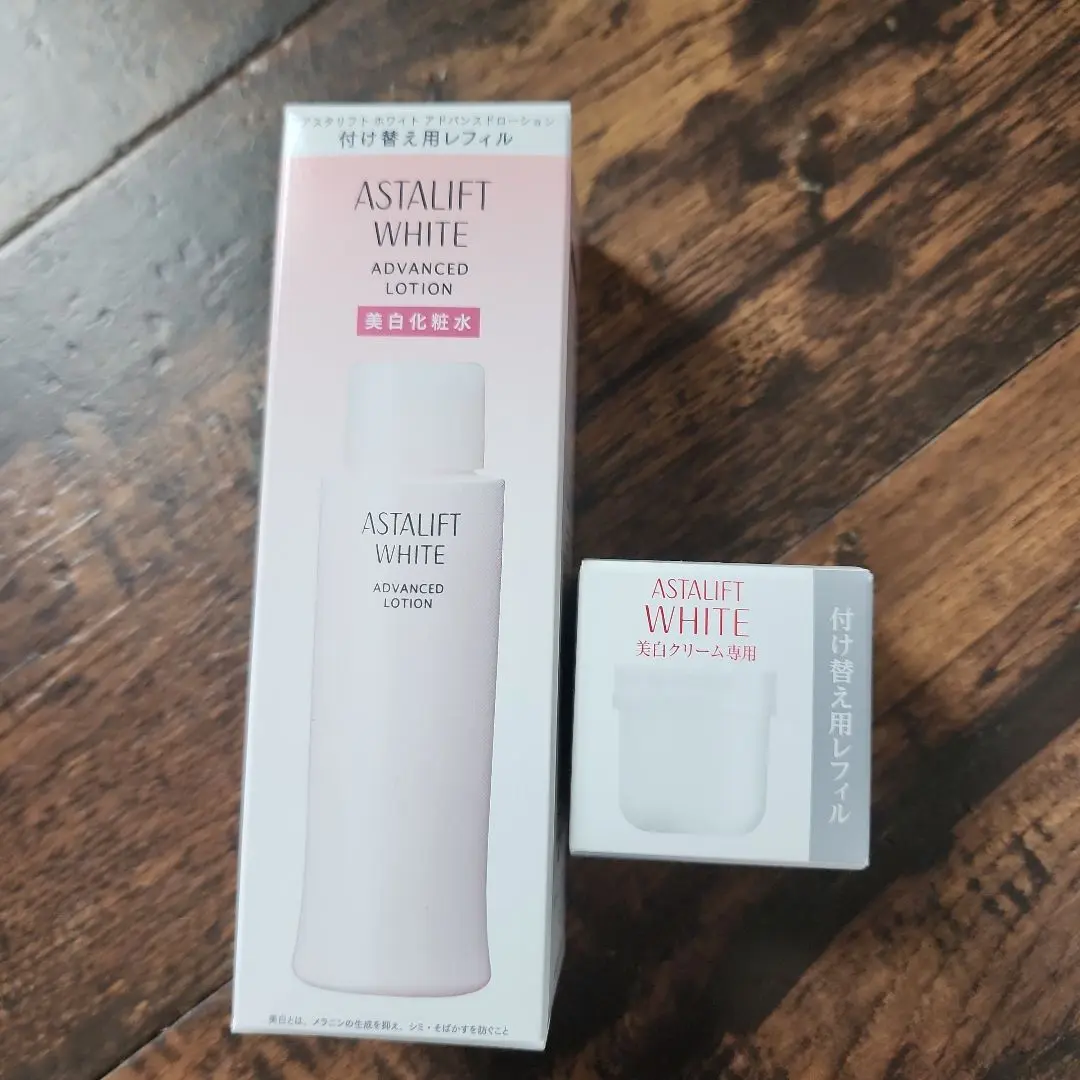 アスタリフト ホワイト アドバンスドローション
付け替え用レフィル
ASTALIFT
WHITE
ADVANCED
LOTION
美白化粧水
ASTALIFT
WHITE
ADVANCED
LOTION
美白とは、メラニンの生成を抑え、シミ・そばかすを防ぐこと
ASTALIFT
WHITE
美白クリーム専用
付け替え用レフィル